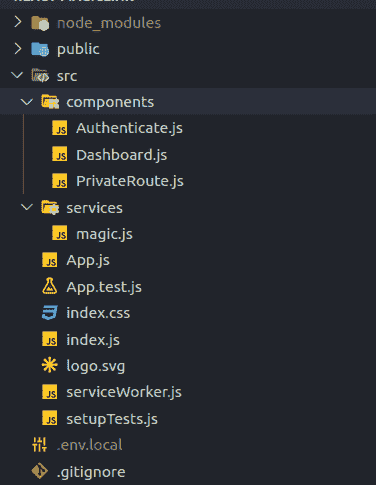 node_modules
public
src
components
JS Authenticate.js
JS Dashboard.js
JS PrivateRoute.js
services
JS magic.js
JS App.js
App.test.js
index.css
JS index.js
logo.svg
JS serviceWorker.js
JS setupTests.js
.env.local
.gitignore